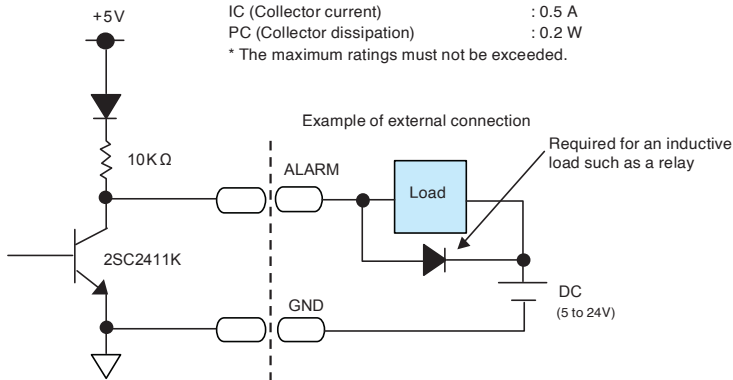 IC (Collector current) : 0.5 A
PC (Collector dissipation) : 0.2 W
* The maximum ratings must not be exceeded.
+5V
Example of external connection
Required for an inductive
load such as a relay
10KΩ
ALARM
Load
2SC2411K
GND
DC
(5 to 24V)